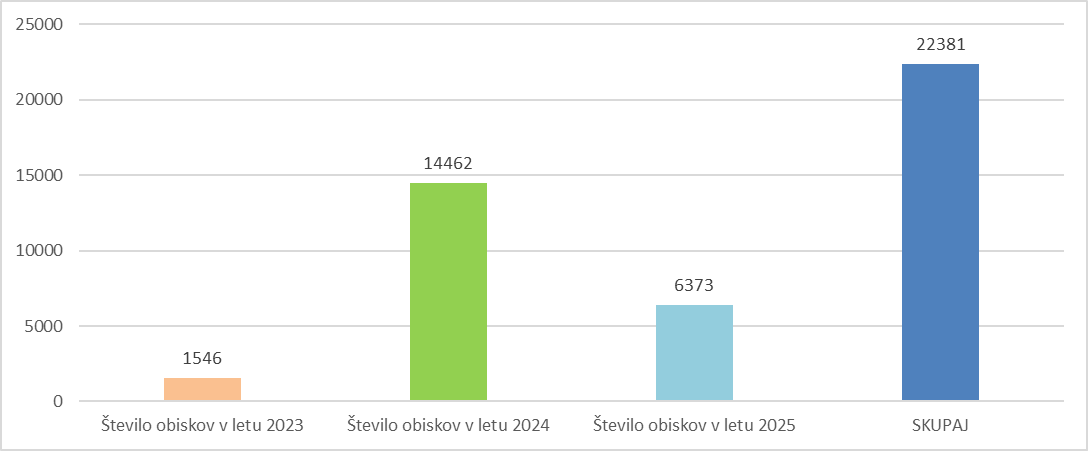 25000
20000
15000
10000
5000
0
22381
14462
6373
1546
Število obiskov v letu 2023
Število obiskov v letu 2024
Število obiskov v letu 2025
SKUPAJ